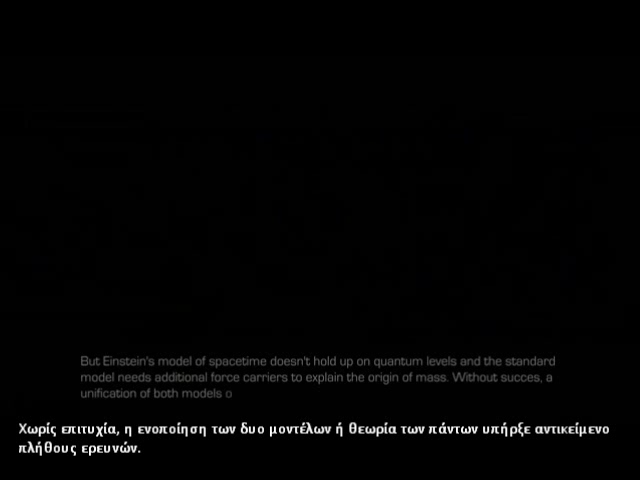 But Einstein's model of spacetime doesn't hold up on quantum levels and the standard
model needs additional force carriers to explain the origin of mass. Without succes, a
unification of both models o
Χωρίς επιτυχία, η ενοποίηση των δυο μοντέλων ή θεωρία των πάντων υπήρξε αντικείμενο
πλήθους ερευνών.